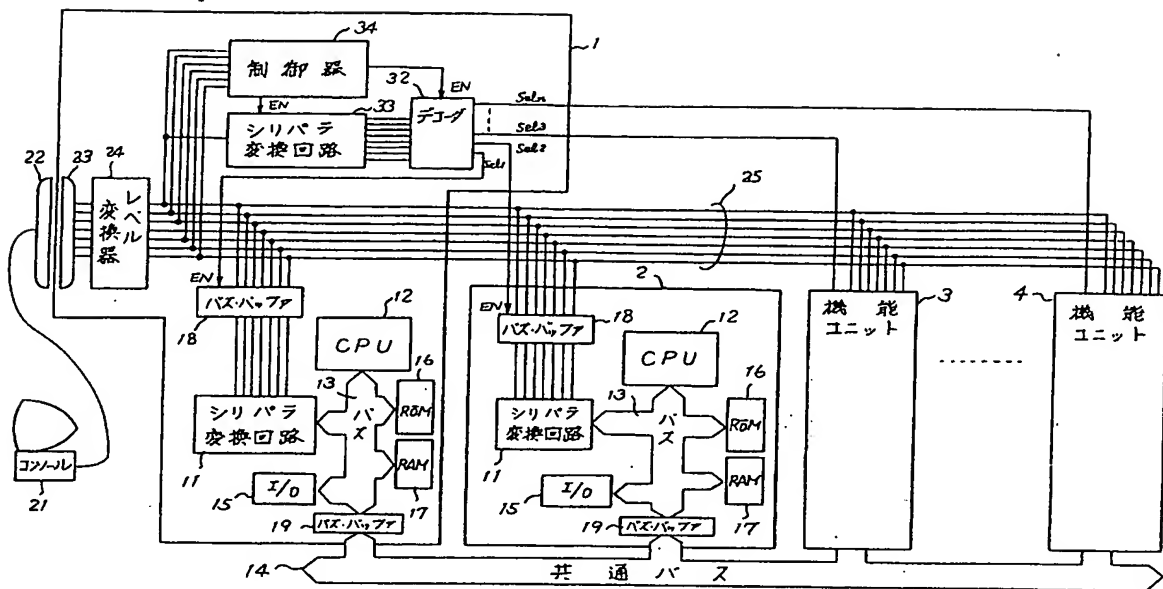 34
1
制御器
32
EN
EN
33
デコーダ
シリパラ
変換回路
Seln
Sel3
Sel2
Sel1
22
23
24
レベル
変換器
25
EN
バス・バッファ
18
12
CPU
13
バス
16
ROM
シリパラ
変換回路
11
RAM
17
I/O
15
19
バス・バッファ
コンソール
21
2
EN
バス・バッファ
18
12
CPU
13
バス
16
ROM
シリパラ
変換回路
11
RAM
17
I/O
15
19
バス・バッファ
機能
ユニット
3
4
機能
ユニット
14
共通バス